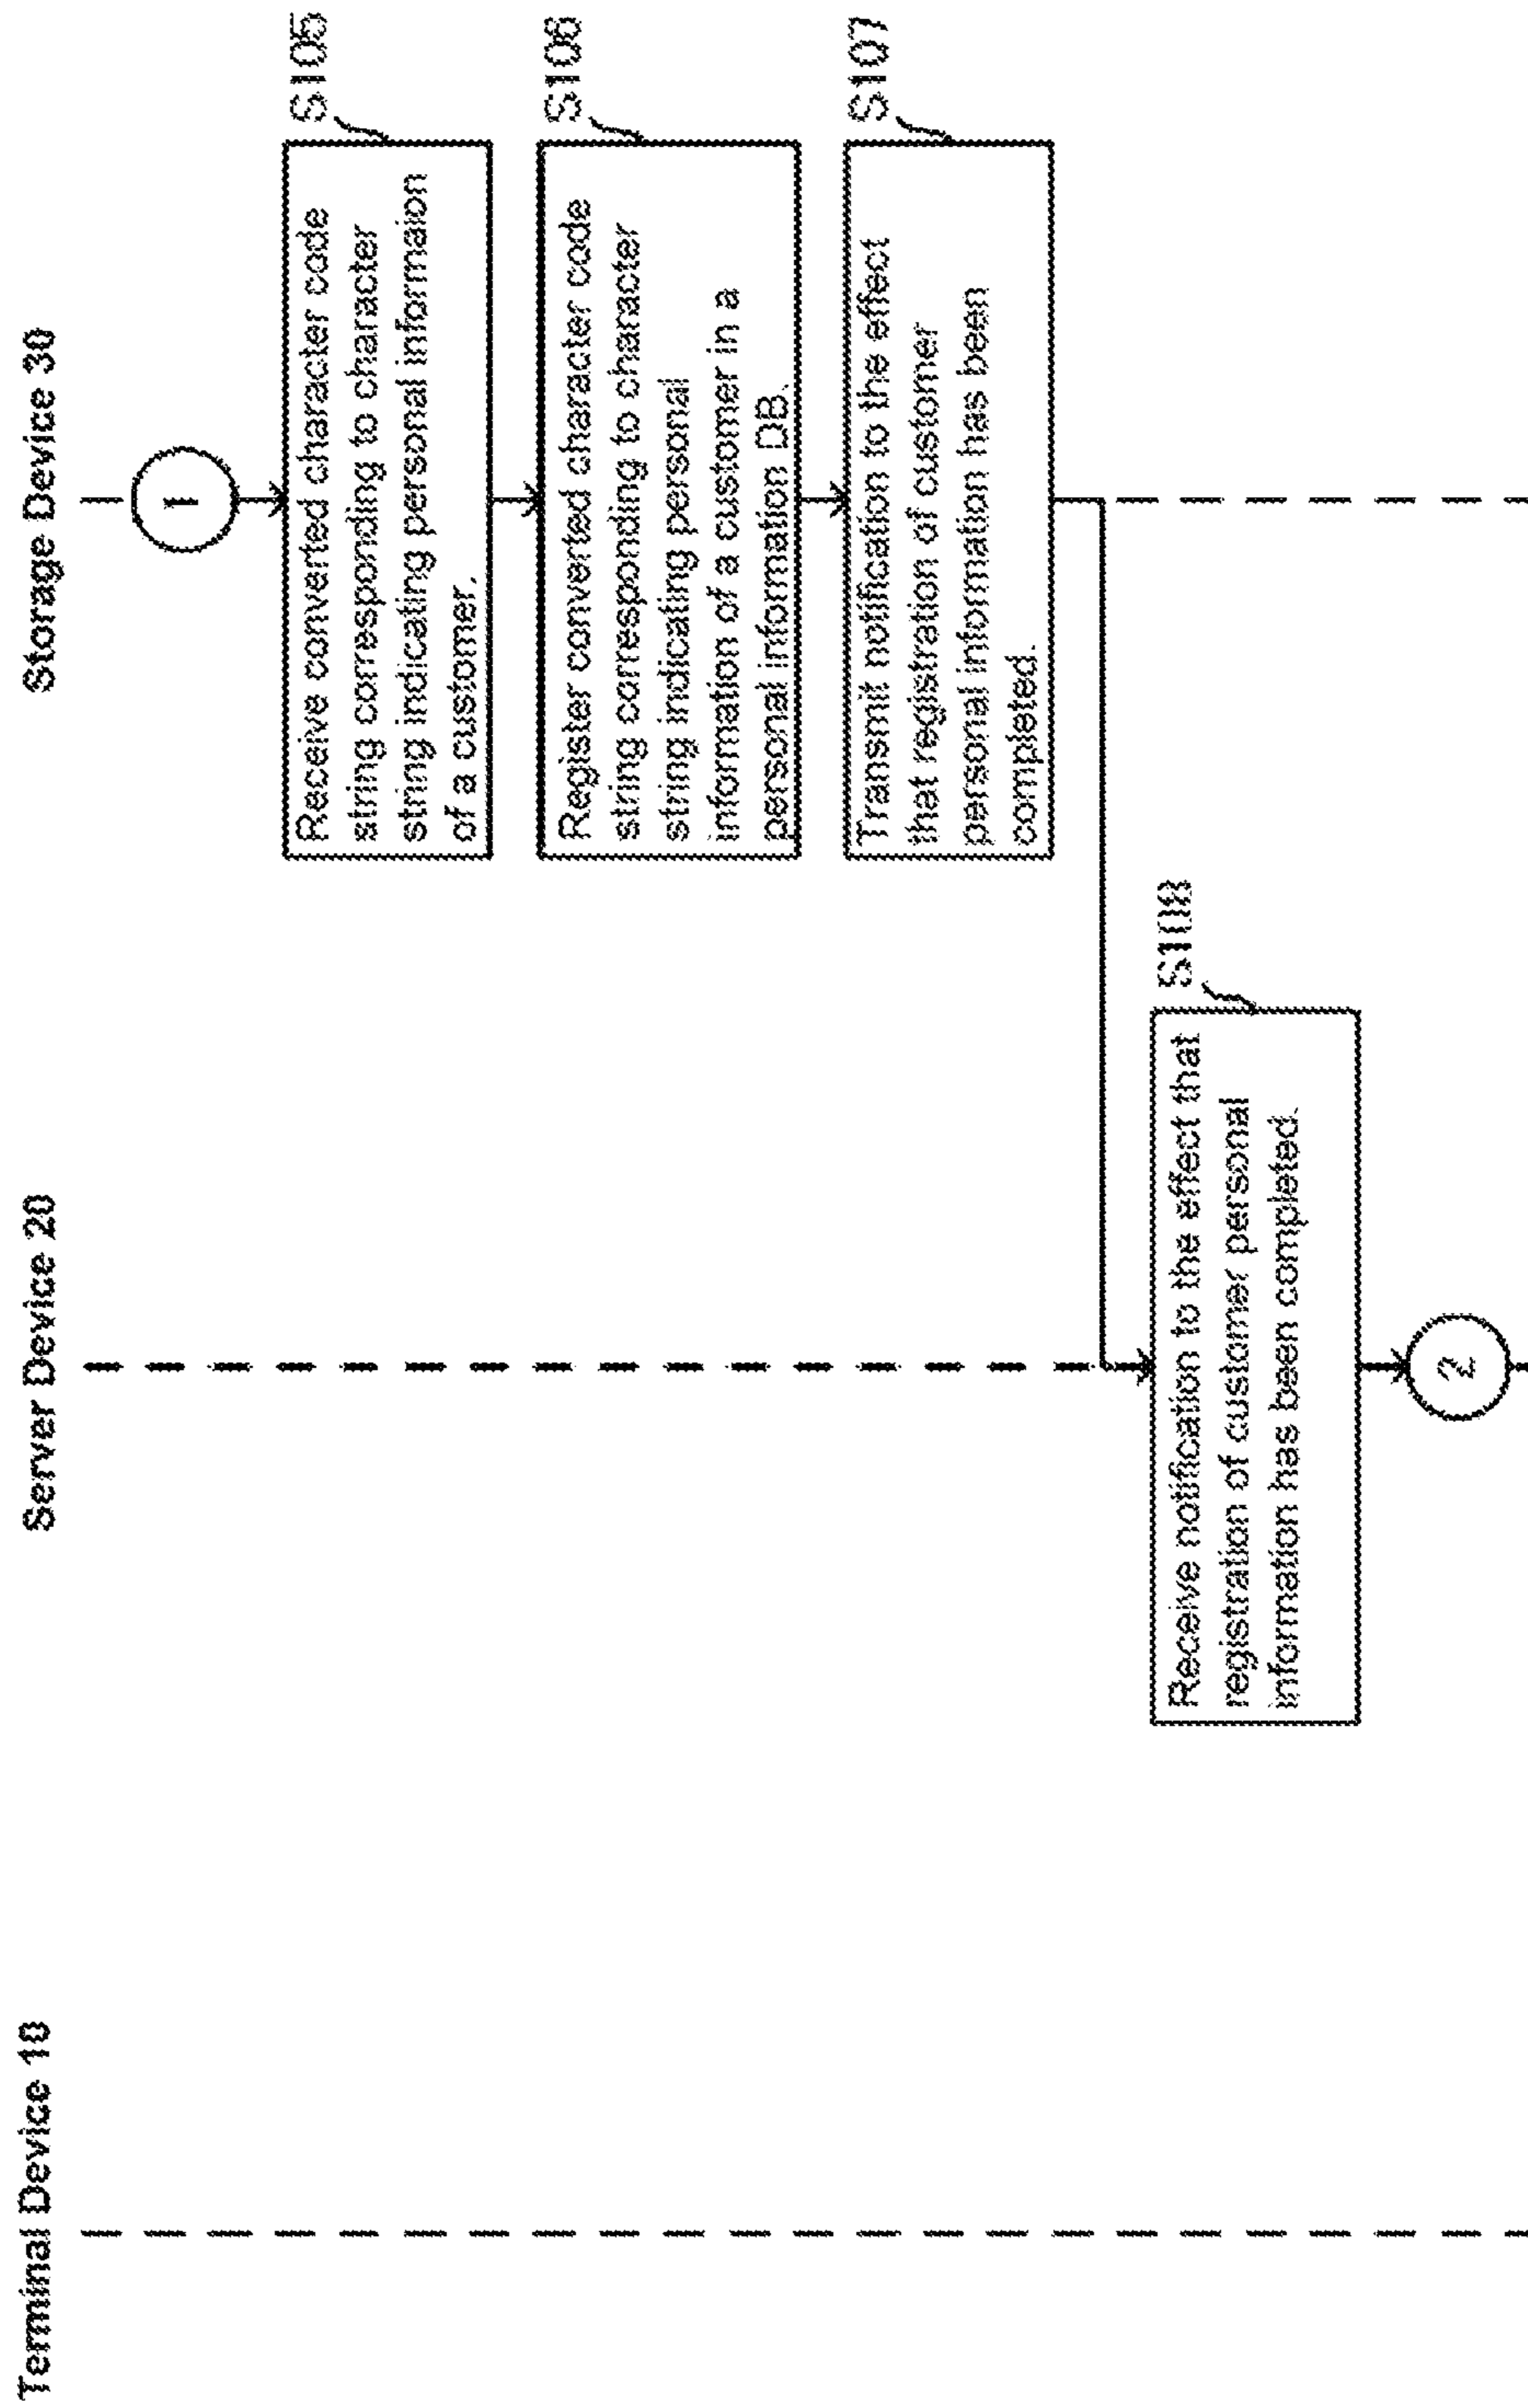 Terminal Device 10
Server Device 20
Storage Device 30
1
S105
Receive converted character code
string corresponding to character
string indicating personal informaion
of a customer.
S106
Register converted character code
string corresponding to character
string indicating personal
information of a customer in a
personal information DB.
S107
Transmit notification to the effect
that registration of customer
personal information has been
completed.
S108
Receive notification to the effect that
registration of customer personal
information has been completed.
2